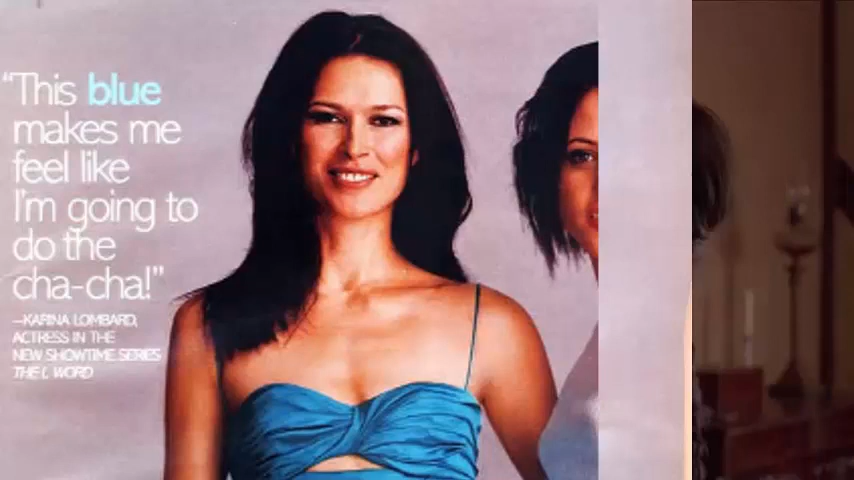 “This blue
makes me
feel like
I'm going to
do the
cha-cha!”
—KARINA LOMBARD,
ACTRESS IN THE
NEW SHOWTIME SERIES
THE L WORD